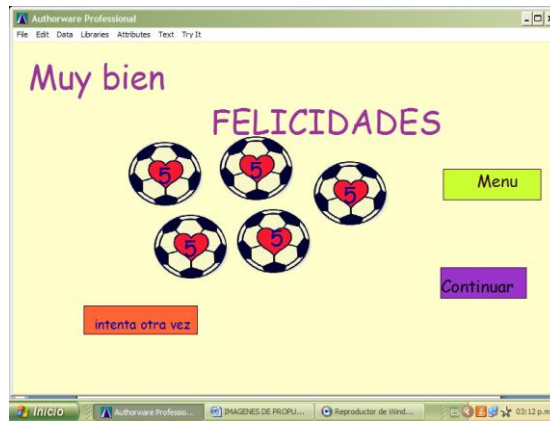 Authorware Professional
File Edit Data Libraries Attributes Text Try It
Muy bien
FELICIDADES
5 5 5
5 5
Menu
Continuar
intenta otra vez
Inicio Authorware Professio... IMAGENES DE PROPU... Reproductor de Wind... 03:12 p.m